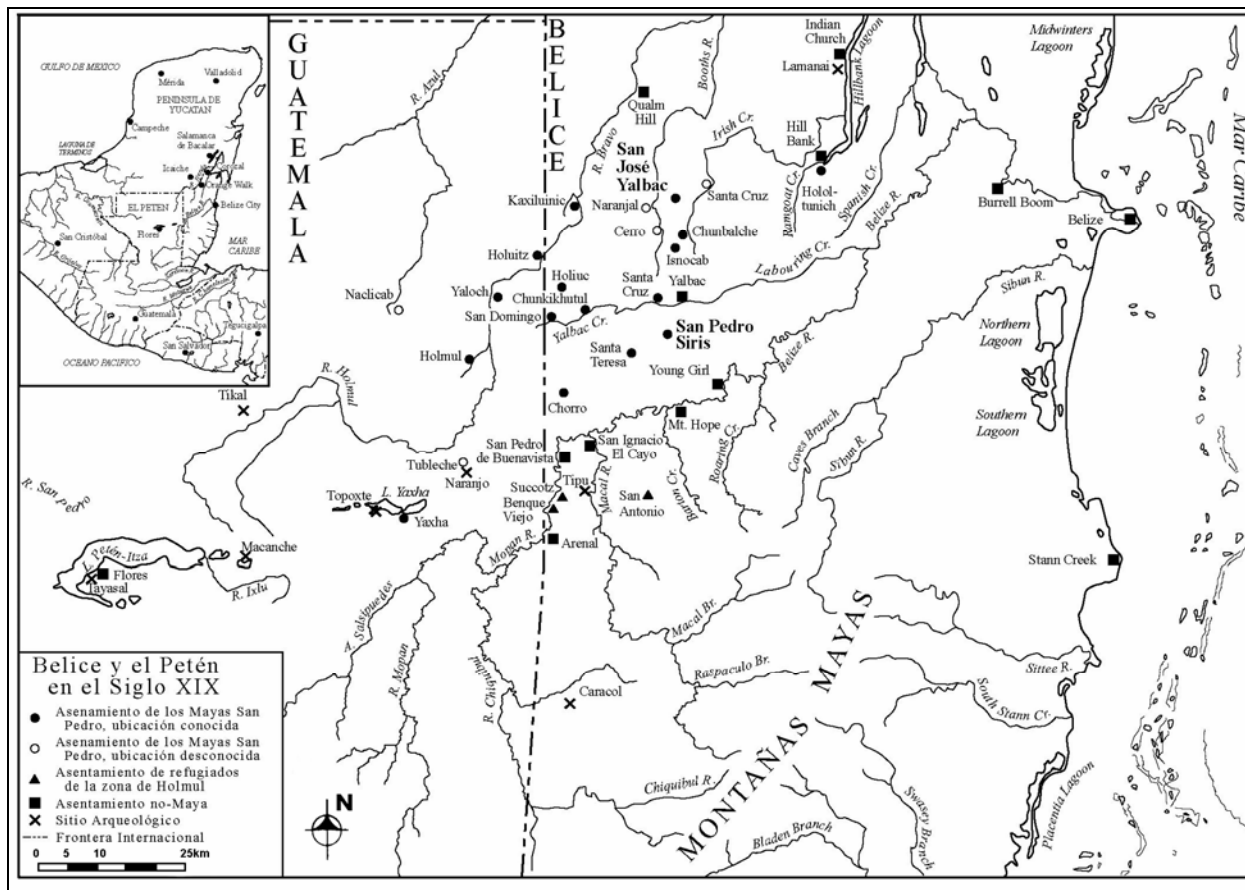 GOLFO DE MEXICO
Mérida
Valladolid
PENINSULA DE
YUCATAN
Campeche
LAGUNA DE
TERMINOS
Salamanca
de Bacalar
Icaiche
Corozal
Orange Walk
EL PETEN
Belize City
Flores
San Cristóbal
MAR
CARIBE
Guatemala
Tegucigalpa
San Salvador
OCEANO PACIFICO
GUATEMALA
BELICE
R. Azul
Booths R.
Indian
Church
Lamanai
Hillbank Lagoon
Midwinters
Lagoon
Mar Caribe
Qualm
Hill
R. Bravo
Irish Cr.
Hill
Bank
San
José
Yalbac
Kaxiluinic
Naranjal
Santa Cruz
Holol-
tunich
Ramgoat Cr.
Spanish Cr.
Belize R.
Burrell Boom
Belize
Cerro
Chunbalche
Isnocab
Holuitz
Labouring Cr.
Holiuc
Santa
Cruz
Yalbac
Sibun R.
Naclicab
Yaloch
Chunkikhutul
San Domingo
Yalbac Cr.
San Pedro
Siris
Northern
Lagoon
Holmul
Santa
Teresa
Young Girl
Belize R.
R. Holmul
Tikal
Chorro
Mt. Hope
Southern
Lagoon
San Pedro
de Buenavista
San Ignacio
El Cayo
Roaring Cr.
Caves Branch
Sibun R.
Tubleche
Naranjo
Tipu
Macal R.
Barton Cr.
R. San Pedro
Topoxte
L. Yaxha
Yaxha
Succotz
Benque
Viejo
San
Antonio
Macanche
L. Petén-Itza
Mopan R.
Arenal
Flores
Tayasal
R. Ixlú
Stann Creek
A. Salsipuedes
R. Mopan
R. Chiquibul
Macal Br.
Raspaculo Br.
MONTAÑAS MAYAS
Sittee R.
South Stann Cr.
Caracol
Chiquibul R.
Swasey Branch
Bladen Branch
Placentia Lagoon
N
Belice y el Petén
en el Siglo XIX
Asenamiento de los Mayas San
Pedro, ubicación conocida
Asenamiento de los Mayas San
Pedro, ubicación desconocida
Asentamiento de refugiados
de la zona de Holmul
Asentamiento no-Maya
Sitio Arqueológico
Frontera Internacional
0 5 10 25km